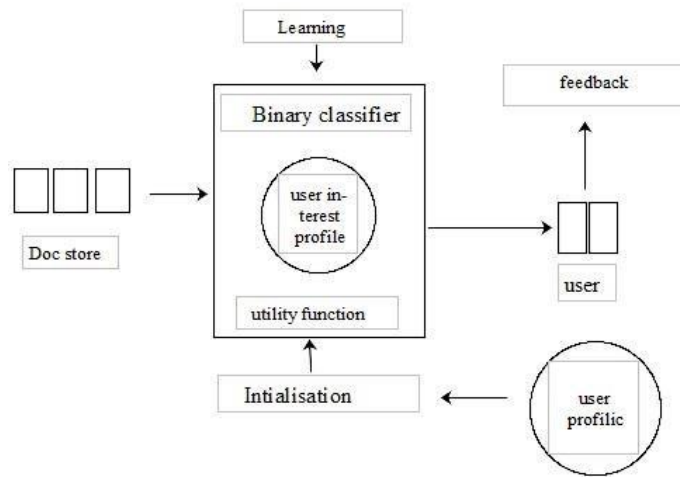 Learning
feedback
Binary classifier
user in-
terest
profile
Doc store
user
utility function
Intialisation
user
profilic